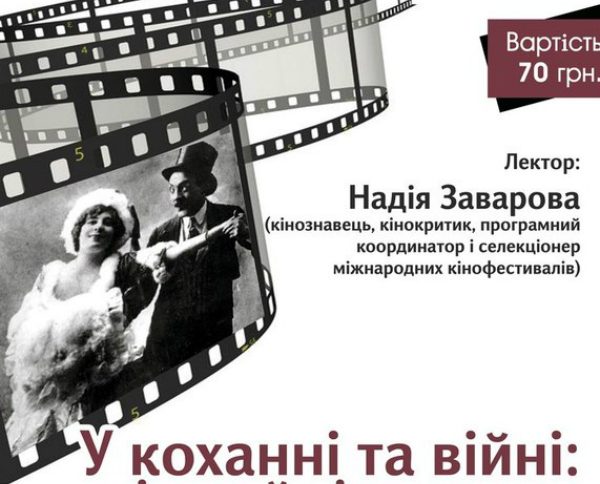 Вартість
70 грн.
Лектор:
Надія Заварова
(кінознавець, кінокритик, програмний
координатор і селекціонер
міжнародних кінофестивалів)
У коханні та війні: